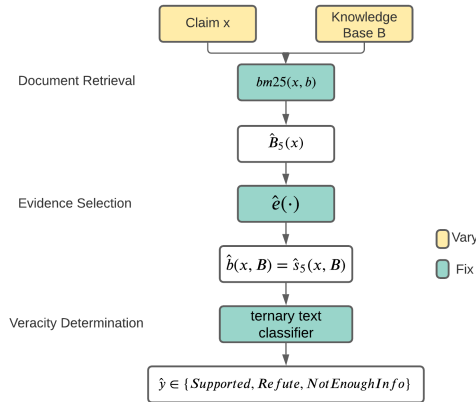 Claim x
Knowledge
Base B
Document Retrieval
bm25(x, b)
B̂₅(x)
Evidence Selection
ê(·)
b̂(x, B) = ŝ₅(x, B)
Vary
Fix
Veracity Determination
ternary text
classifier
ŷ ∈ {Supported, Refute, NotEnoughInfo}